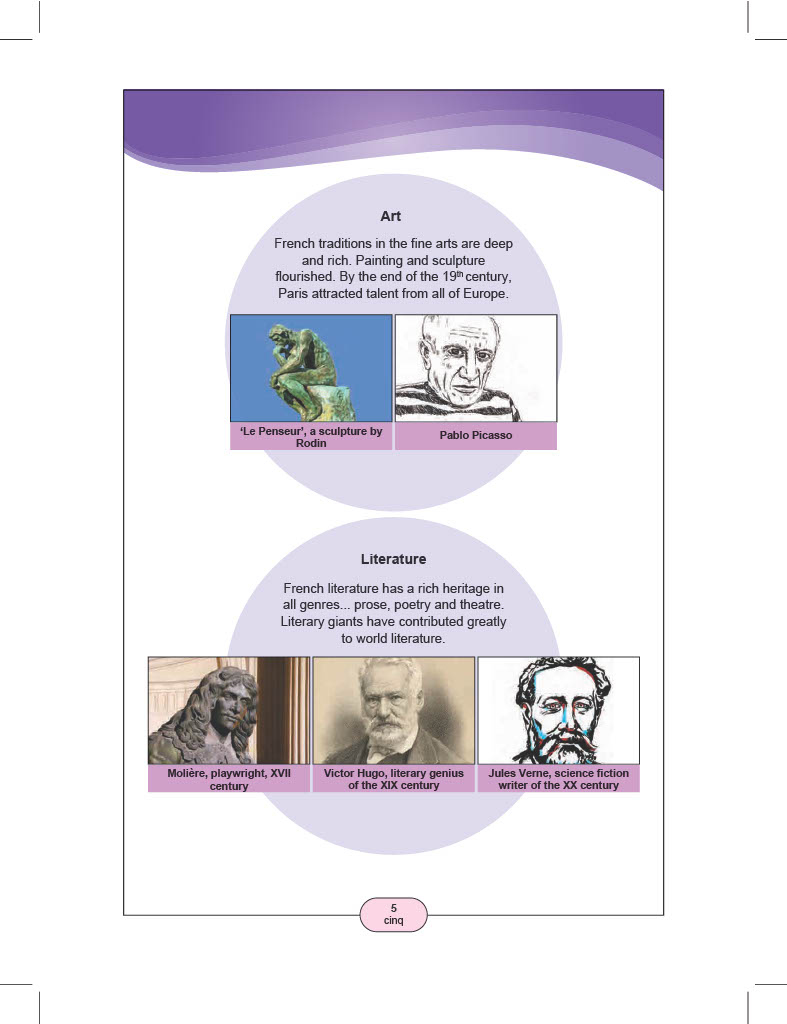 Art
French traditions in the fine arts are deep
and rich. Painting and sculpture
flourished. By the end of the 19th century,
Paris attracted talent from all of Europe.
‘Le Penseur’, a sculpture by
Rodin
Pablo Picasso
Literature
French literature has a rich heritage in
all genres... prose, poetry and theatre.
Literary giants have contributed greatly
to world literature.
Molière, playwright, XVII
century
Victor Hugo, literary genius
of the XIX century
Jules Verne, science fiction
writer of the XX century
5
cinq